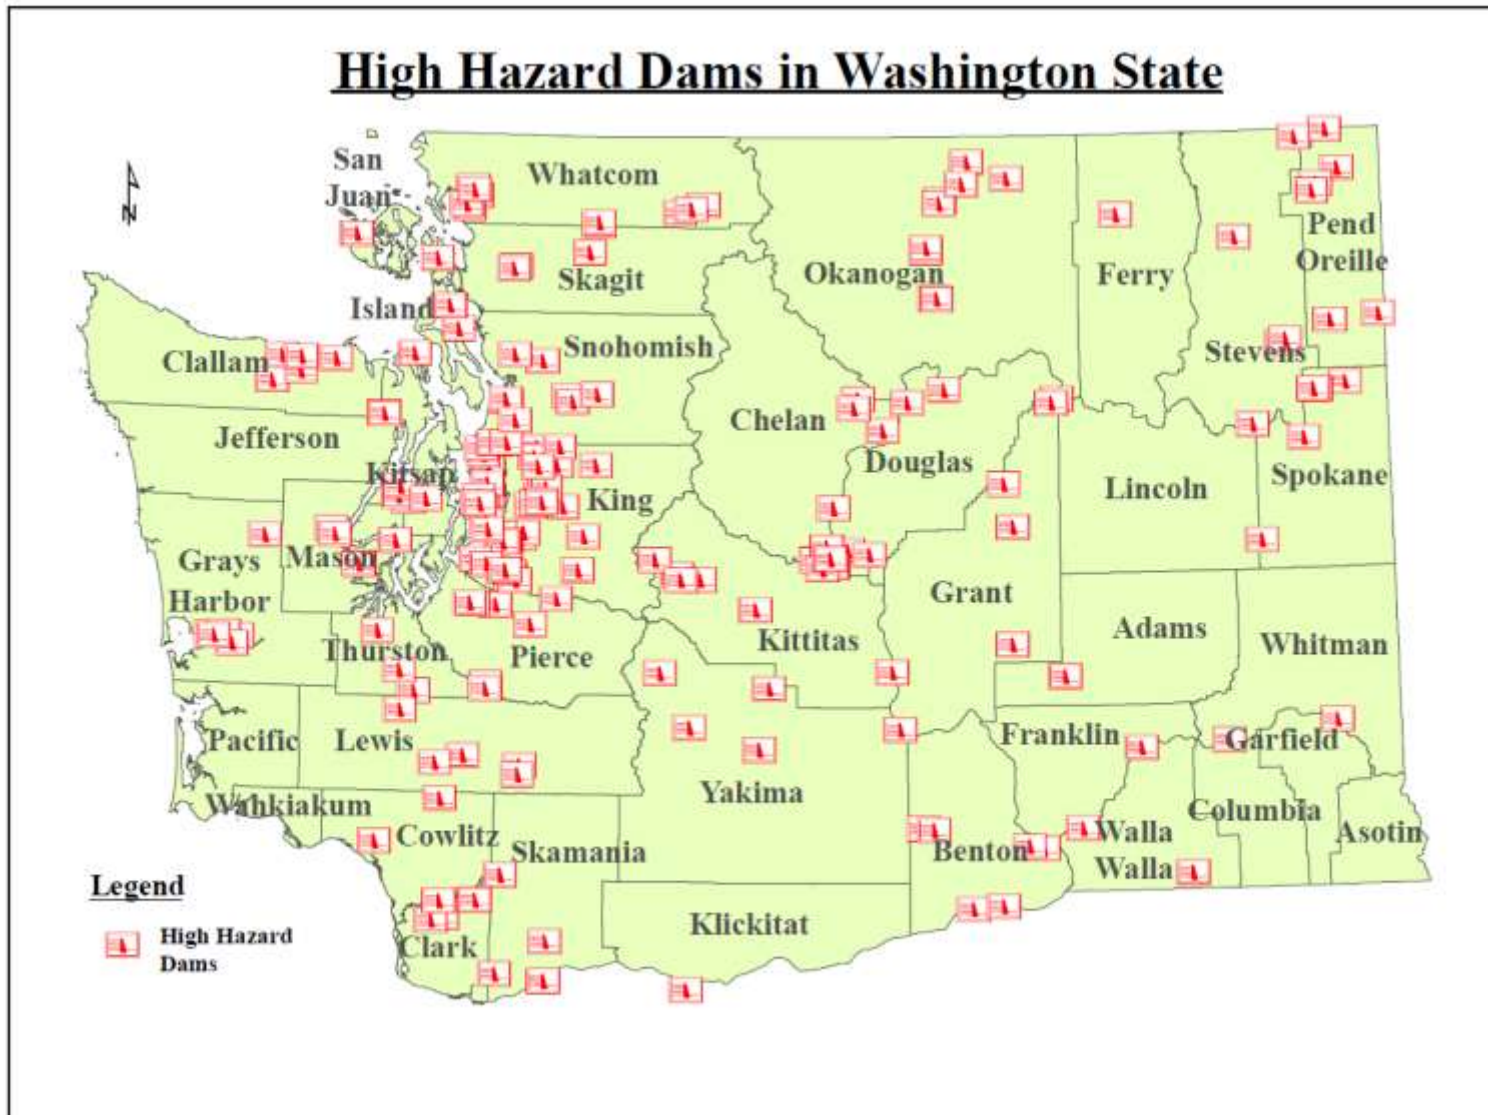 High Hazard Dams in Washington State
San
Juan
Whatcom
Pend
Oreille
Okanogan
Ferry
Skagit
Island
Clallam
Snohomish
Stevens
Chelan
Jefferson
Douglas
Kitsap
Spokane
Lincoln
King
Grays
Harbor
Mason
Grant
Adams
Whitman
Kittitas
Thurston
Pierce
Pacific
Lewis
Franklin
Garfield
Yakima
Wahkiakum
Cowlitz
Columbia
Skamania
Benton
Walla
Walla
Asotin
Klickitat
Clark
Legend
High Hazard
Dams
N